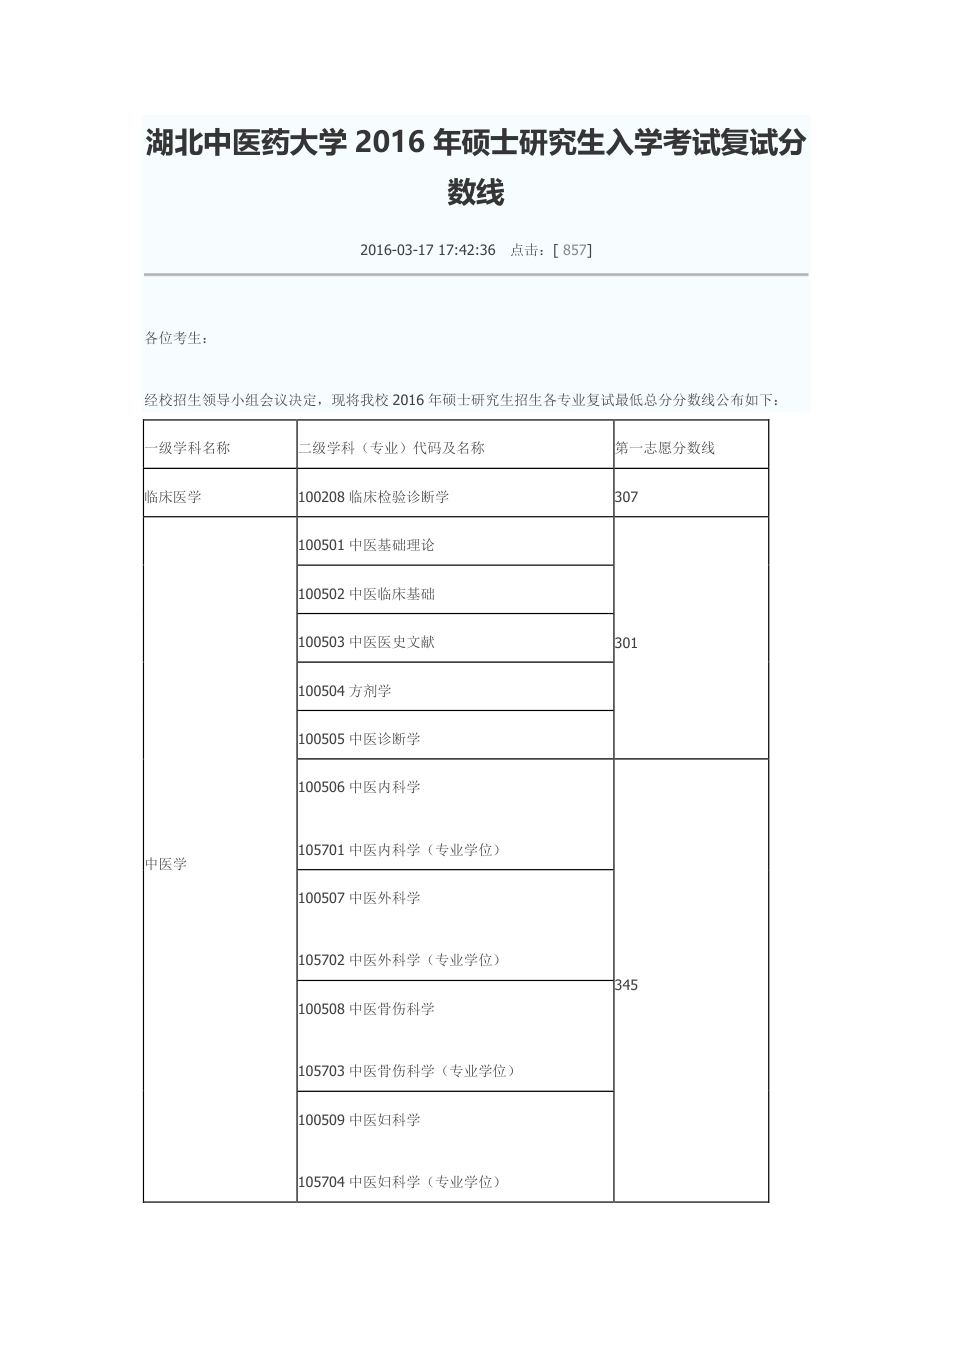 湖北中医药大学 2016 年硕士研究生入学考试复试分
数线
2016-03-17 17:42:36 点击：[ 857]
各位考生：
经校招生领导小组会议决定，现将我校 2016 年硕士研究生招生各专业复试最低总分分数线公布如下：
一级学科名称 二级学科（专业）代码及名称 第一志愿分数线
临床医学 100208 临床检验诊断学 307
100501 中医基础理论
100502 中医临床基础
100503 中医医史文献 301
100504 方剂学
100505 中医诊断学
100506 中医内科学
105701 中医内科学（专业学位）
中医学
100507 中医外科学
105702 中医外科学（专业学位）
345
100508 中医骨伤科学
105703 中医骨伤科学（专业学位）
100509 中医妇科学
105704 中医妇科学（专业学位）